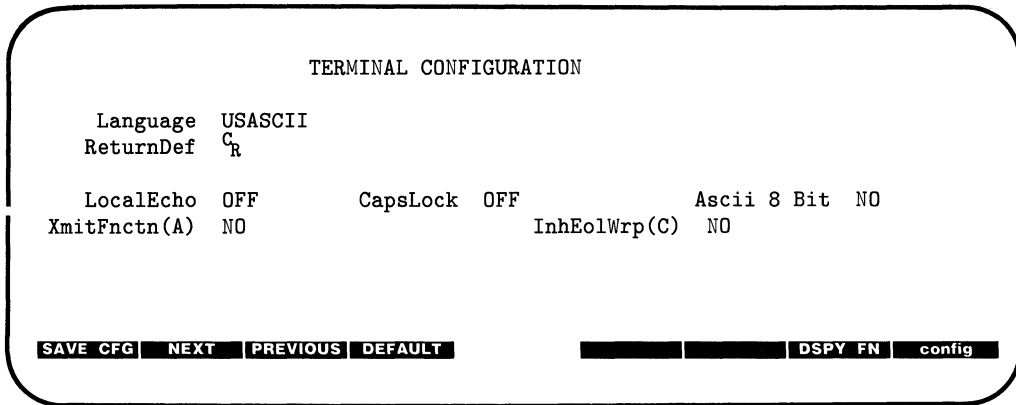 TERMINAL CONFIGURATION
Language USASCII
ReturnDef CR
LocalEcho OFF CapsLock OFF Ascii 8 Bit NO
XmitFnctn(A) NO InhEolWrp(C) NO
SAVE CFG NEXT PREVIOUS DEFAULT DSPY FN config